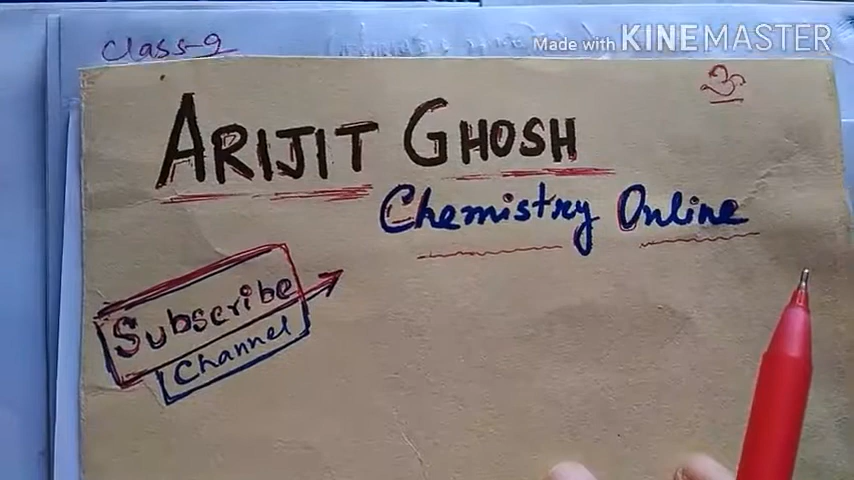 Class-9
Made with KINEMASTER
ARIJIT GHOSH
Chemistry Online
Subscribe
Channel